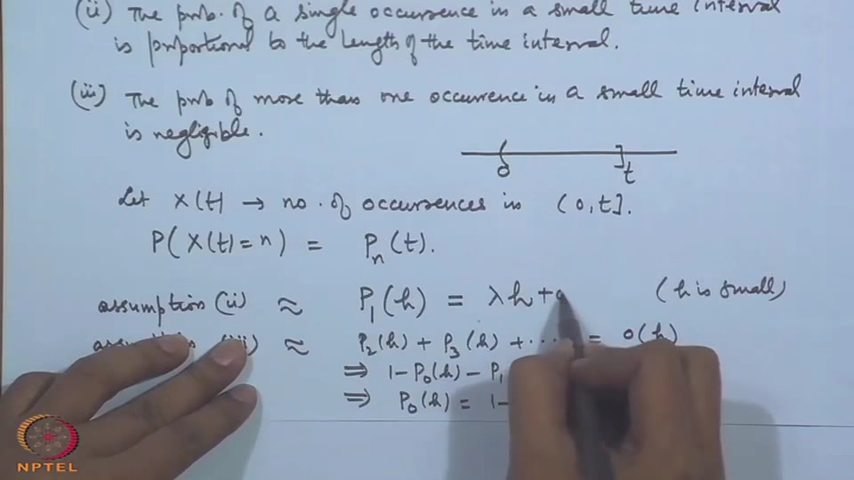 (ii) The prob. of a single occurrence in a small time interval
is proportional to the length of the time interval.
(iii) The prob of more than one occurrence in a small time interval
is negligible.
0 t
Let X(t) → no. of occurrences in (0,t].
P(X(t)=n) = Pn(t).
assumption (ii) ≈ P1(h) = λh+ (h is small)
≈ P2(h) + P3(h) + ... = o(h)
⇒ 1-P0(h)-P
⇒ P0(h) = 1-
NPTEL